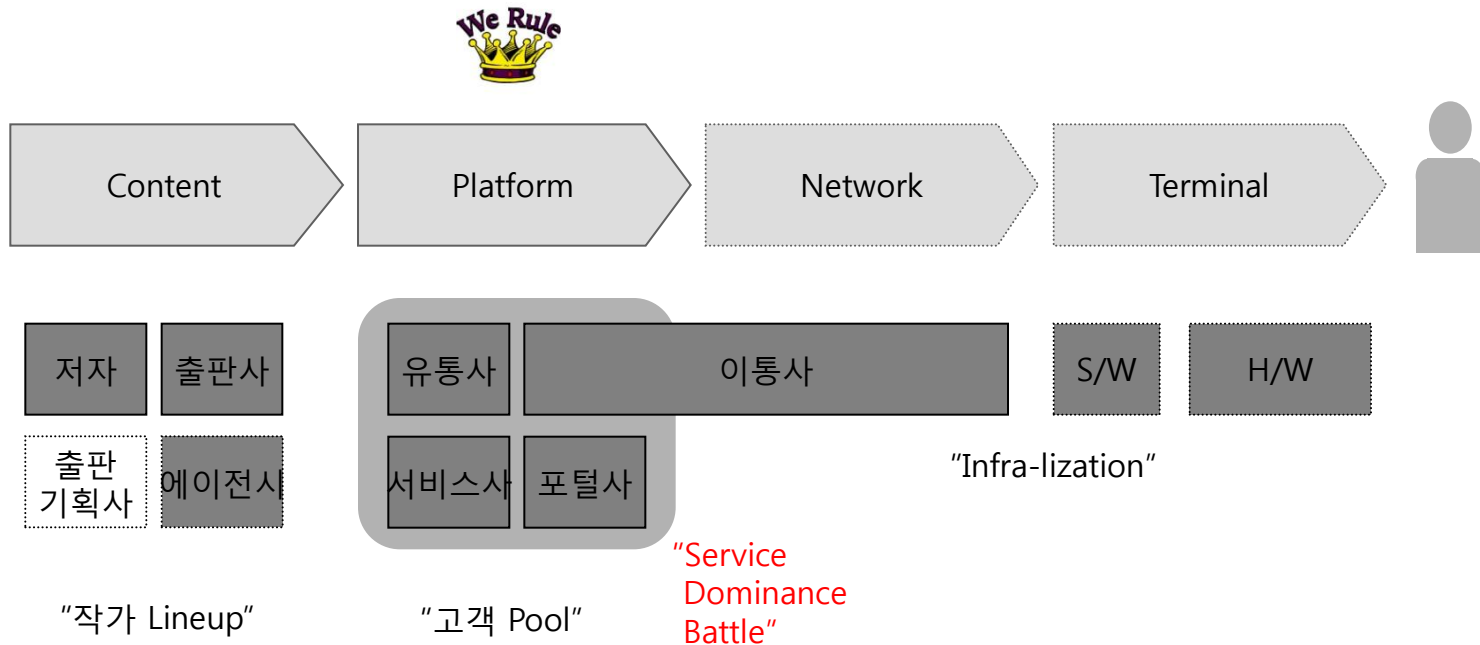 We Rule
Content
Platform
Network
Terminal
저자
출판사
유통사
이통사
S/W
H/W
출판
기획사
에이전시
서비스사
포털사
"Infra-lization"
"Service
Dominance
Battle"
"작가 Lineup"
"고객 Pool"